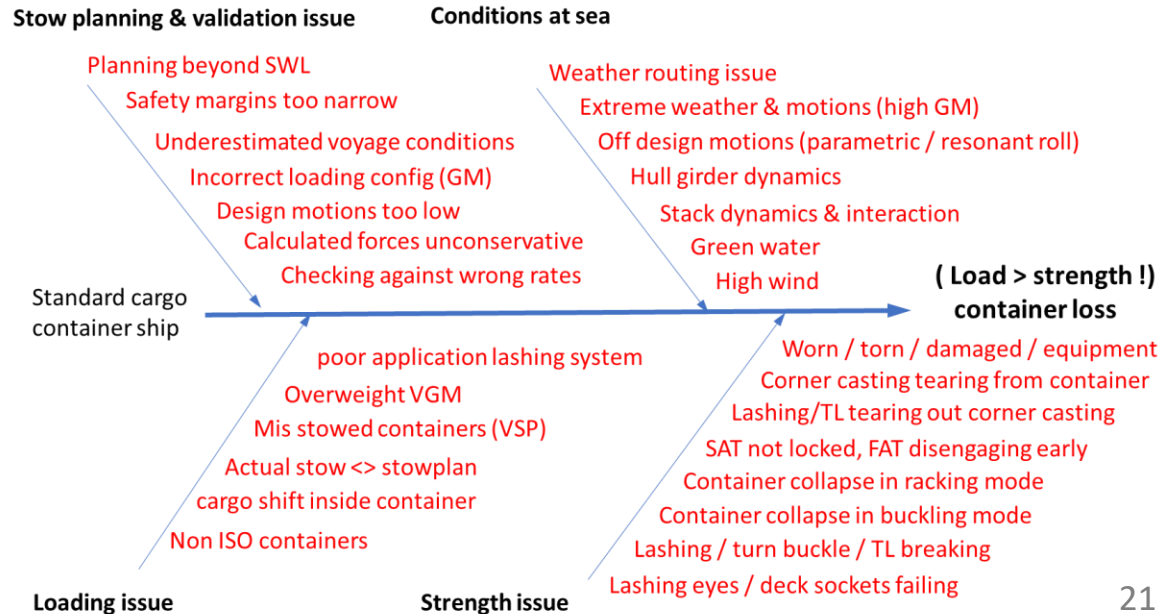 Stow planning & validation issue
Planning beyond SWL
Safety margins too narrow
Underestimated voyage conditions
Incorrect loading config (GM)
Design motions too low
Calculated forces unconservative
Checking against wrong rates
Conditions at sea
Weather routing issue
Extreme weather & motions (high GM)
Off design motions (parametric / resonant roll)
Hull girder dynamics
Stack dynamics & interaction
Green water
High wind
Standard cargo
container ship
( Load > strength !)
container loss
poor application lashing system
Overweight VGM
Mis stowed containers (VSP)
Actual stow <> stowplan
cargo shift inside container
Non ISO containers
Loading issue
Worn / torn / damaged / equipment
Corner casting tearing from container
Lashing/TL tearing out corner casting
SAT not locked, FAT disengaging early
Container collapse in racking mode
Container collapse in buckling mode
Lashing / turn buckle / TL breaking
Lashing eyes / deck sockets failing
Strength issue
21